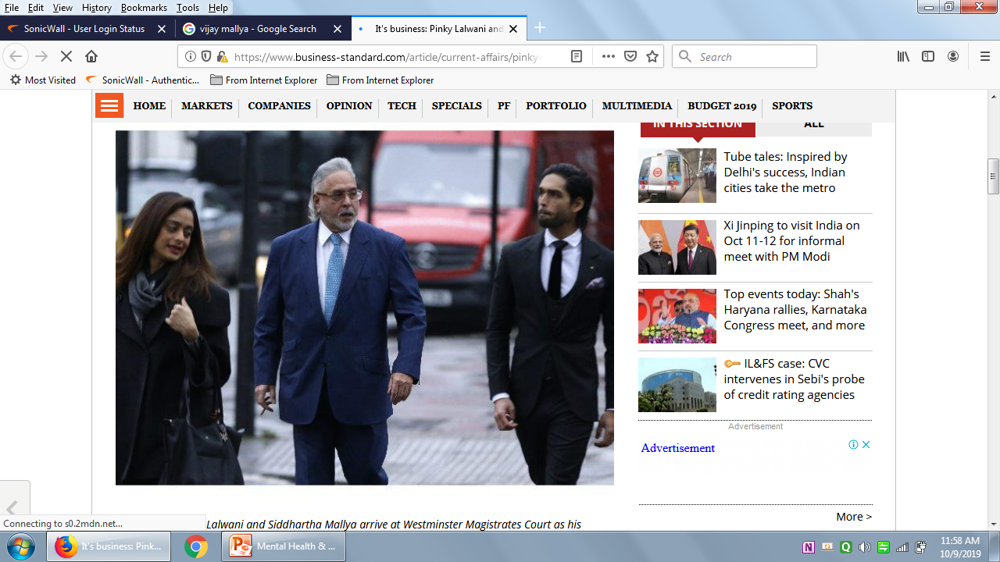 File Edit View History Bookmarks Tools Help
SonicWall - User Login Status
vijay mallya - Google Search
It's business: Pinky Lalwani and
https://www.business-standard.com/article/current-affairs/pinky-
Search
Most Visited
SonicWall - Authentic...
From Internet Explorer
From Internet Explorer
HOME MARKETS COMPANIES OPINION TECH SPECIALS PF PORTFOLIO MULTIMEDIA BUDGET 2019 SPORTS
IN THIS SECTION
ALL
Tube tales: Inspired by
Delhi's success, Indian
cities take the metro
Xi Jinping to visit India on
Oct 11-12 for informal
meet with PM Modi
Top events today: Shah's
Haryana rallies, Karnataka
Congress meet, and more
IL&FS case: CVC
intervenes in Sebi's probe
of credit rating agencies
Advertisement
Advertisement
More >
Lalwani and Siddhartha Mallya arrive at Westminster Magistrates Court as his
Connecting to s0.2mdn.net...
It's business: Pink...
Mental Health & ...
11:58 AM
10/9/2019